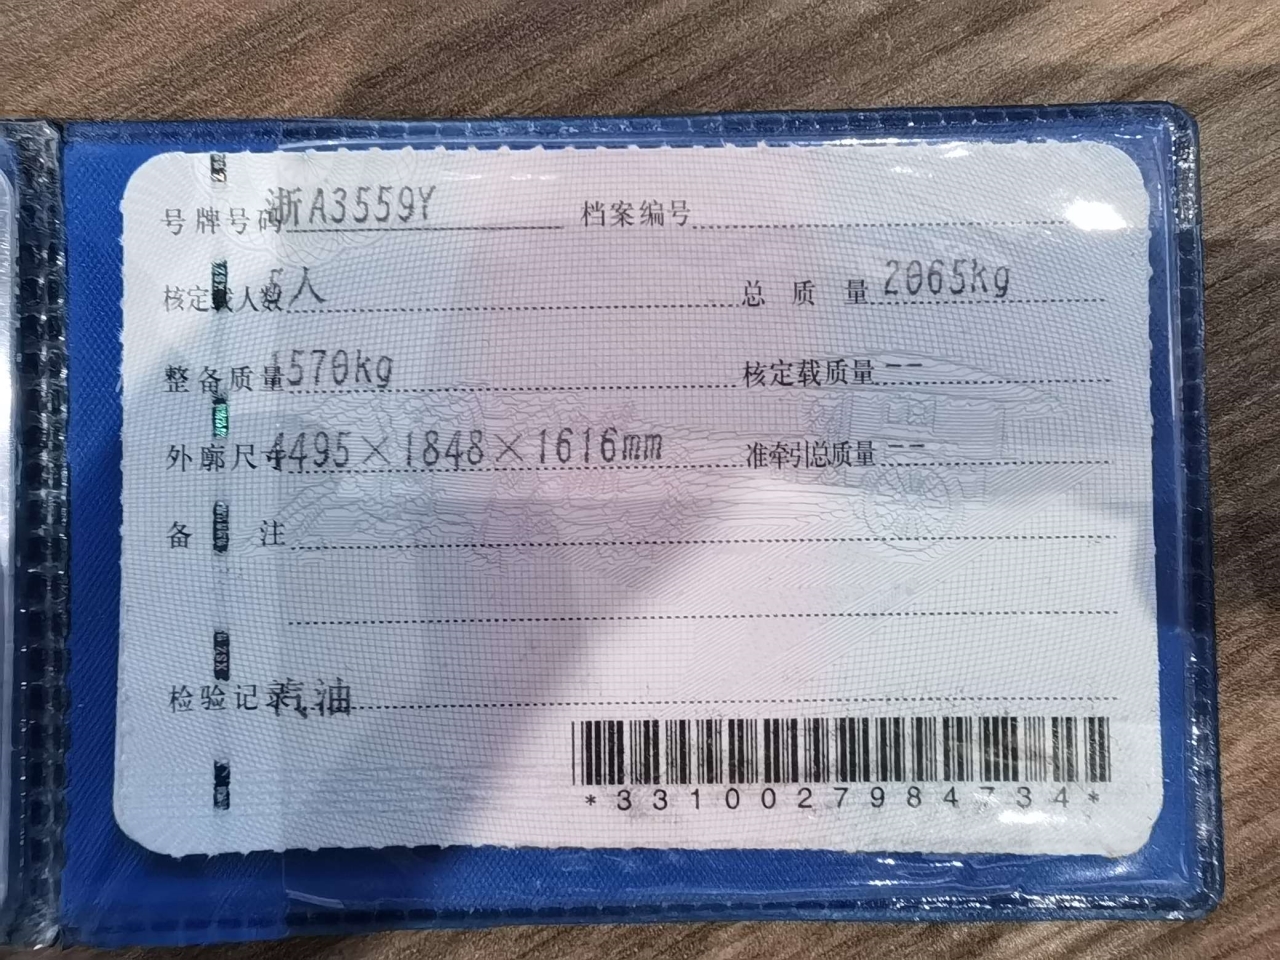 号牌号码 浙A3559Y 档案编号
核定载人数 5人 总质量 2065kg
整备质量 1570kg 核定载质量 --
外廓尺寸 4495×1848×1616mm 准牵引总质量 --
备注
检验记录 汽油
*3310027984734*